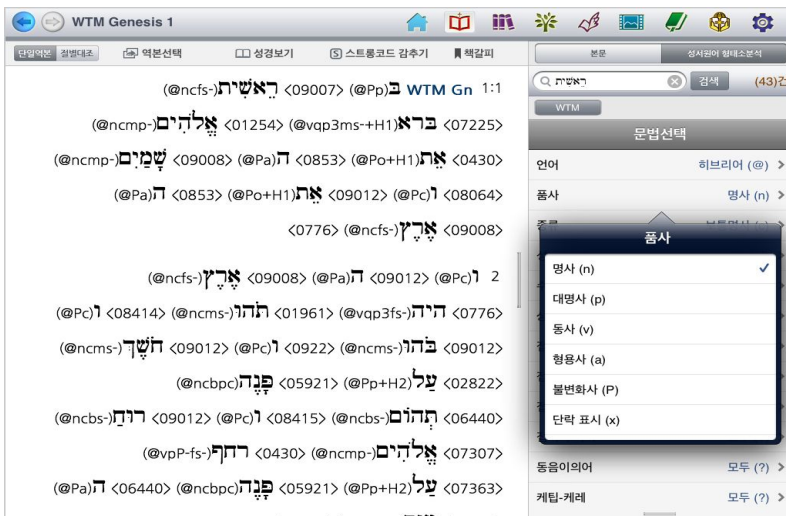 WTM Genesis 1
단일역본 절별대조 역본선택 성경보기 S 스트롱코드 감추기 책갈피
1:1 WTM Gn בּ(@Pp) <09007> רֵאשִׁית(@ncfs-)
<07225> בּרא(@vqp3ms-+H1) <01254> אֱלֹהִים(@ncmp-)
<0430> אֵת(@Po+H1) <0853> ה(@Pa) <09008> שָׁמַיִם(@ncmp-)
<08064> ו(@Pc) <09012> אֵת(@Po+H1) <0853> ה(@Pa)
<09008> אֶרֶץ(@ncfs-) <0776>
2 ו(@Pc) <09012> ה(@Pa) <09008> אֶרֶץ(@ncfs-)
<0776> היה(@vqp3fs-) <01961> תֹּהוּ(@ncms-) <08414> ו(@Pc)
<09012> בֹּהוּ(@ncms-) <0922> ו(@Pc) <09012> חֹשֶׁךְ(@ncms-)
<02822> עַל(@Pp+H2) <05921> פָּנֶה(@ncbpc)
<06440> תְּהוֹם(@ncbs-) <08415> ו(@Pc) <09012> רוּחַ(@ncbs-)
<07307> אֱלֹהִים(@ncmp-) <0430> רחף(@vpP-fs-)
<07363> עַל(@Pp+H2) <05921> פָּנֶה(@ncbpc) <06440> ה(@Pa)
본문 성서원어 형태소분석
רֵאשִׁית 검색 (43)건
WTM
문법선택
언어 히브리어 (@)
품사 명사 (n)
품사
명사 (n)
대명사 (p)
동사 (v)
형용사 (a)
불변화사 (P)
단락 표시 (x)
동음이의어 모두 (?)
케팁-케레 모두 (?)